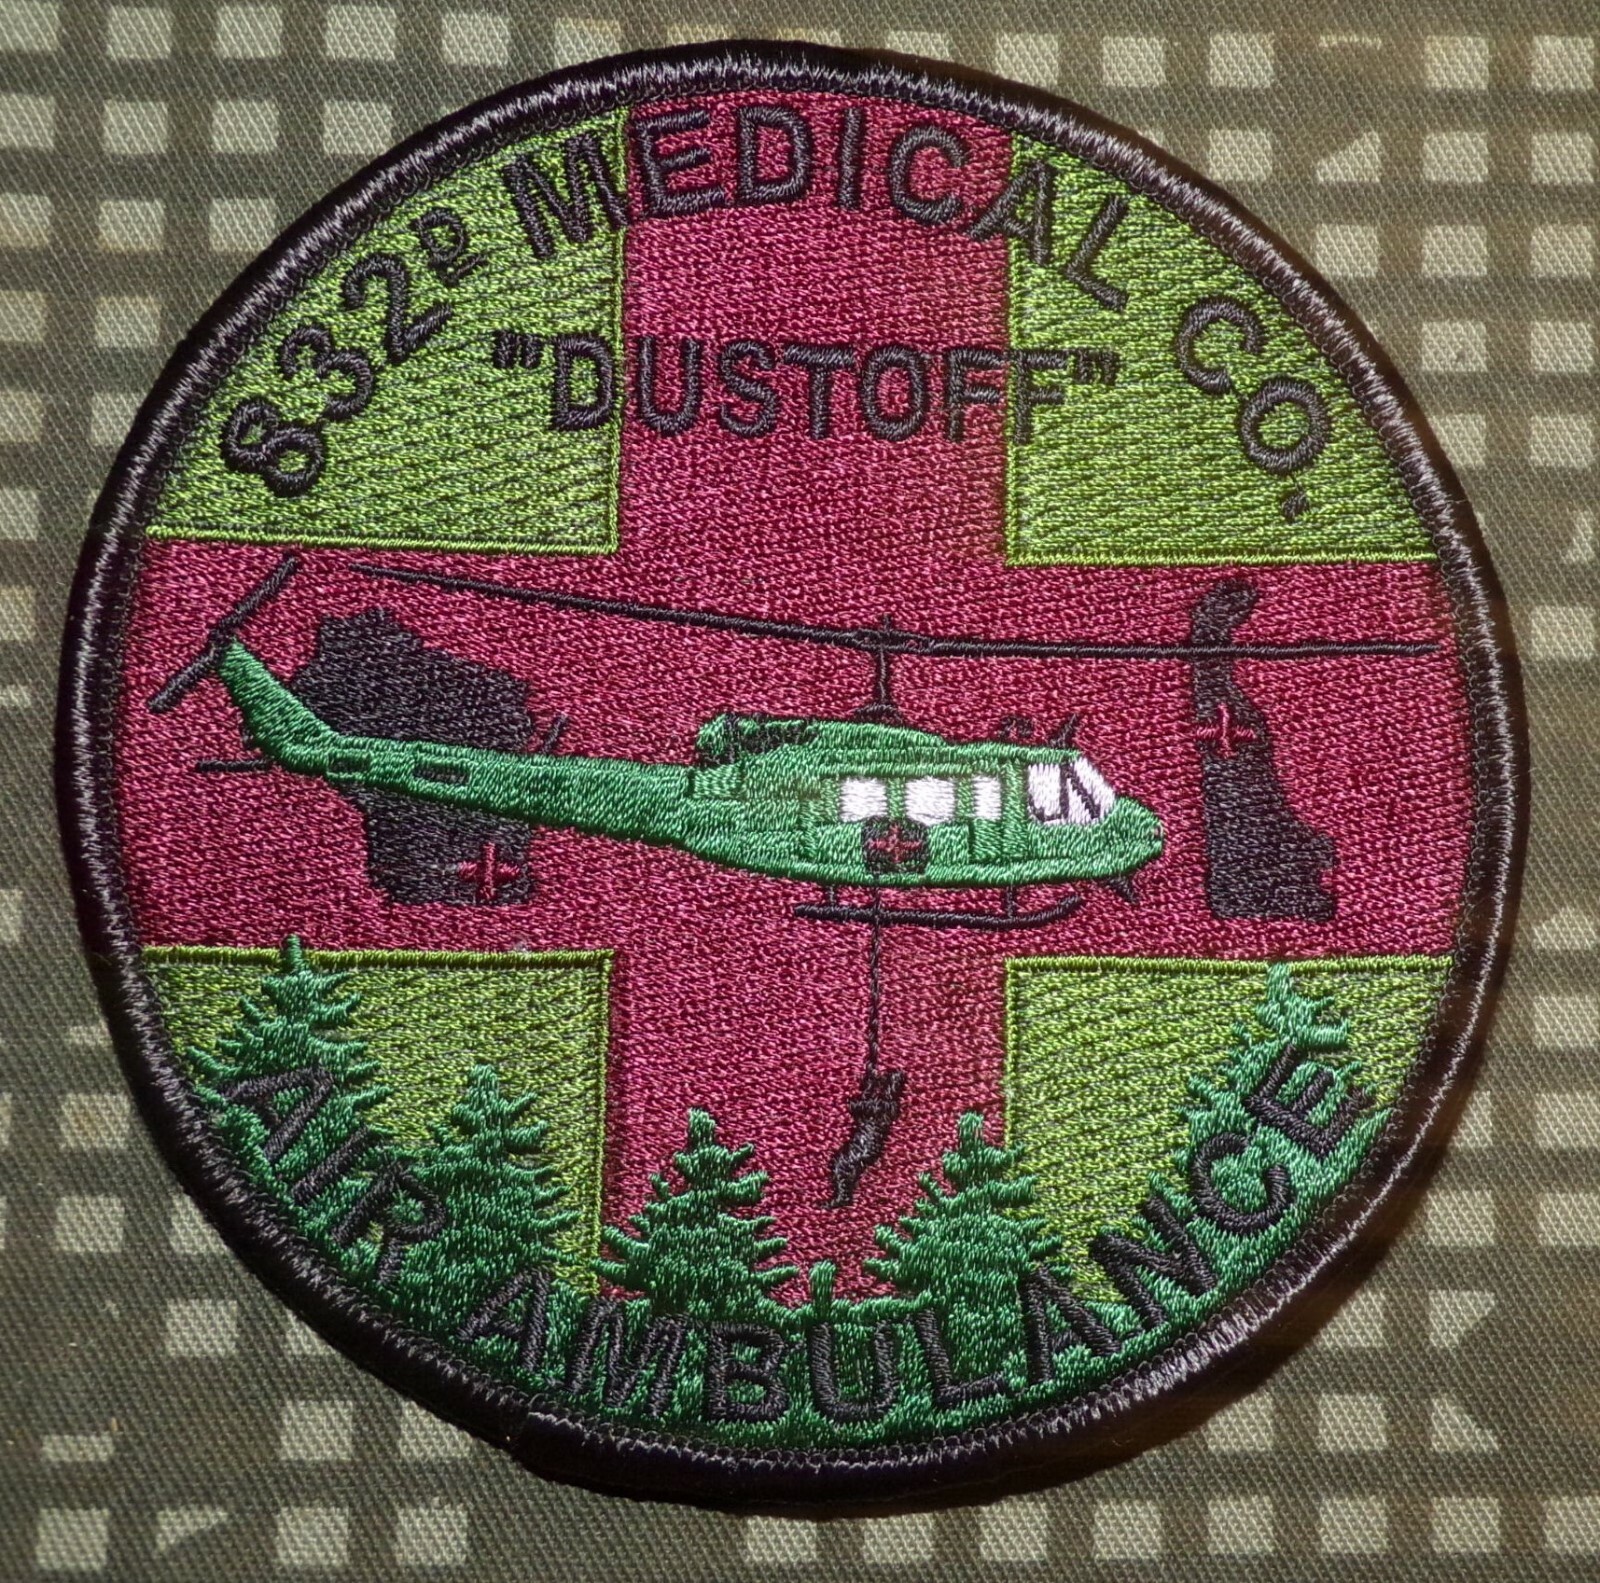 832D MEDICAL CO.
"DUSTOFF"
AIR AMBULANCE